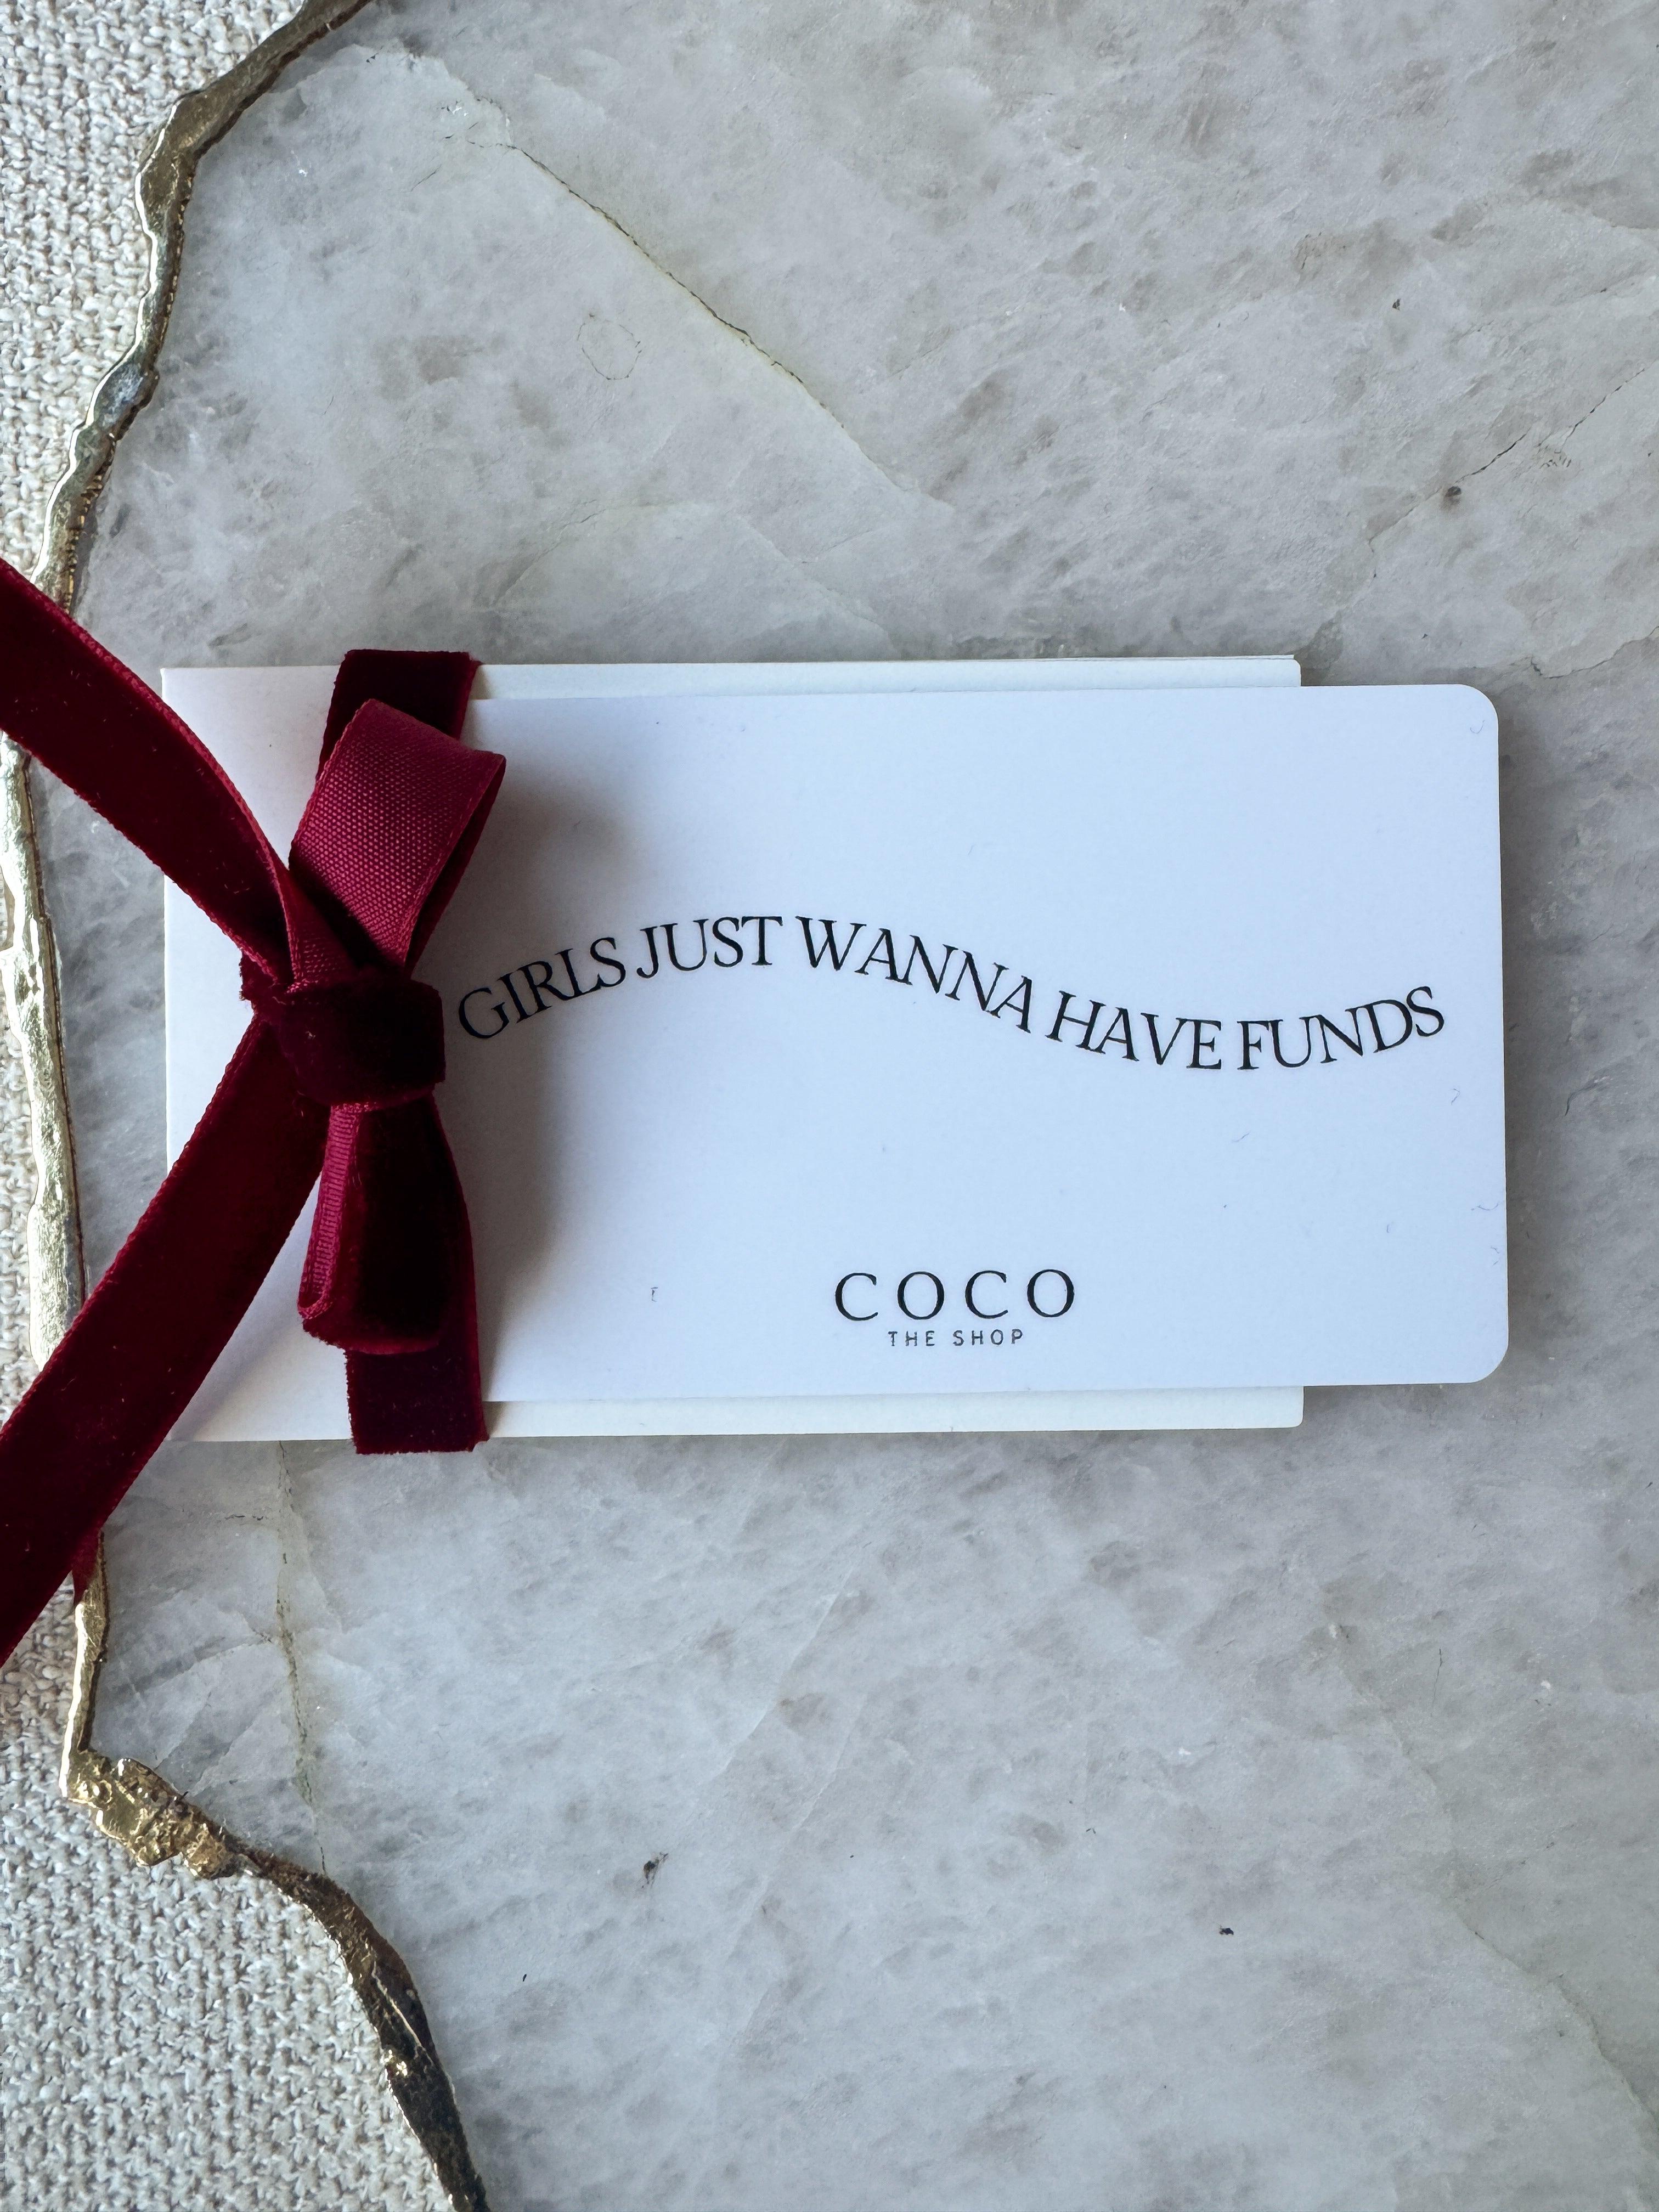 GIRLS JUST WANNA HAVE FUNDS
COCO
THE SHOP